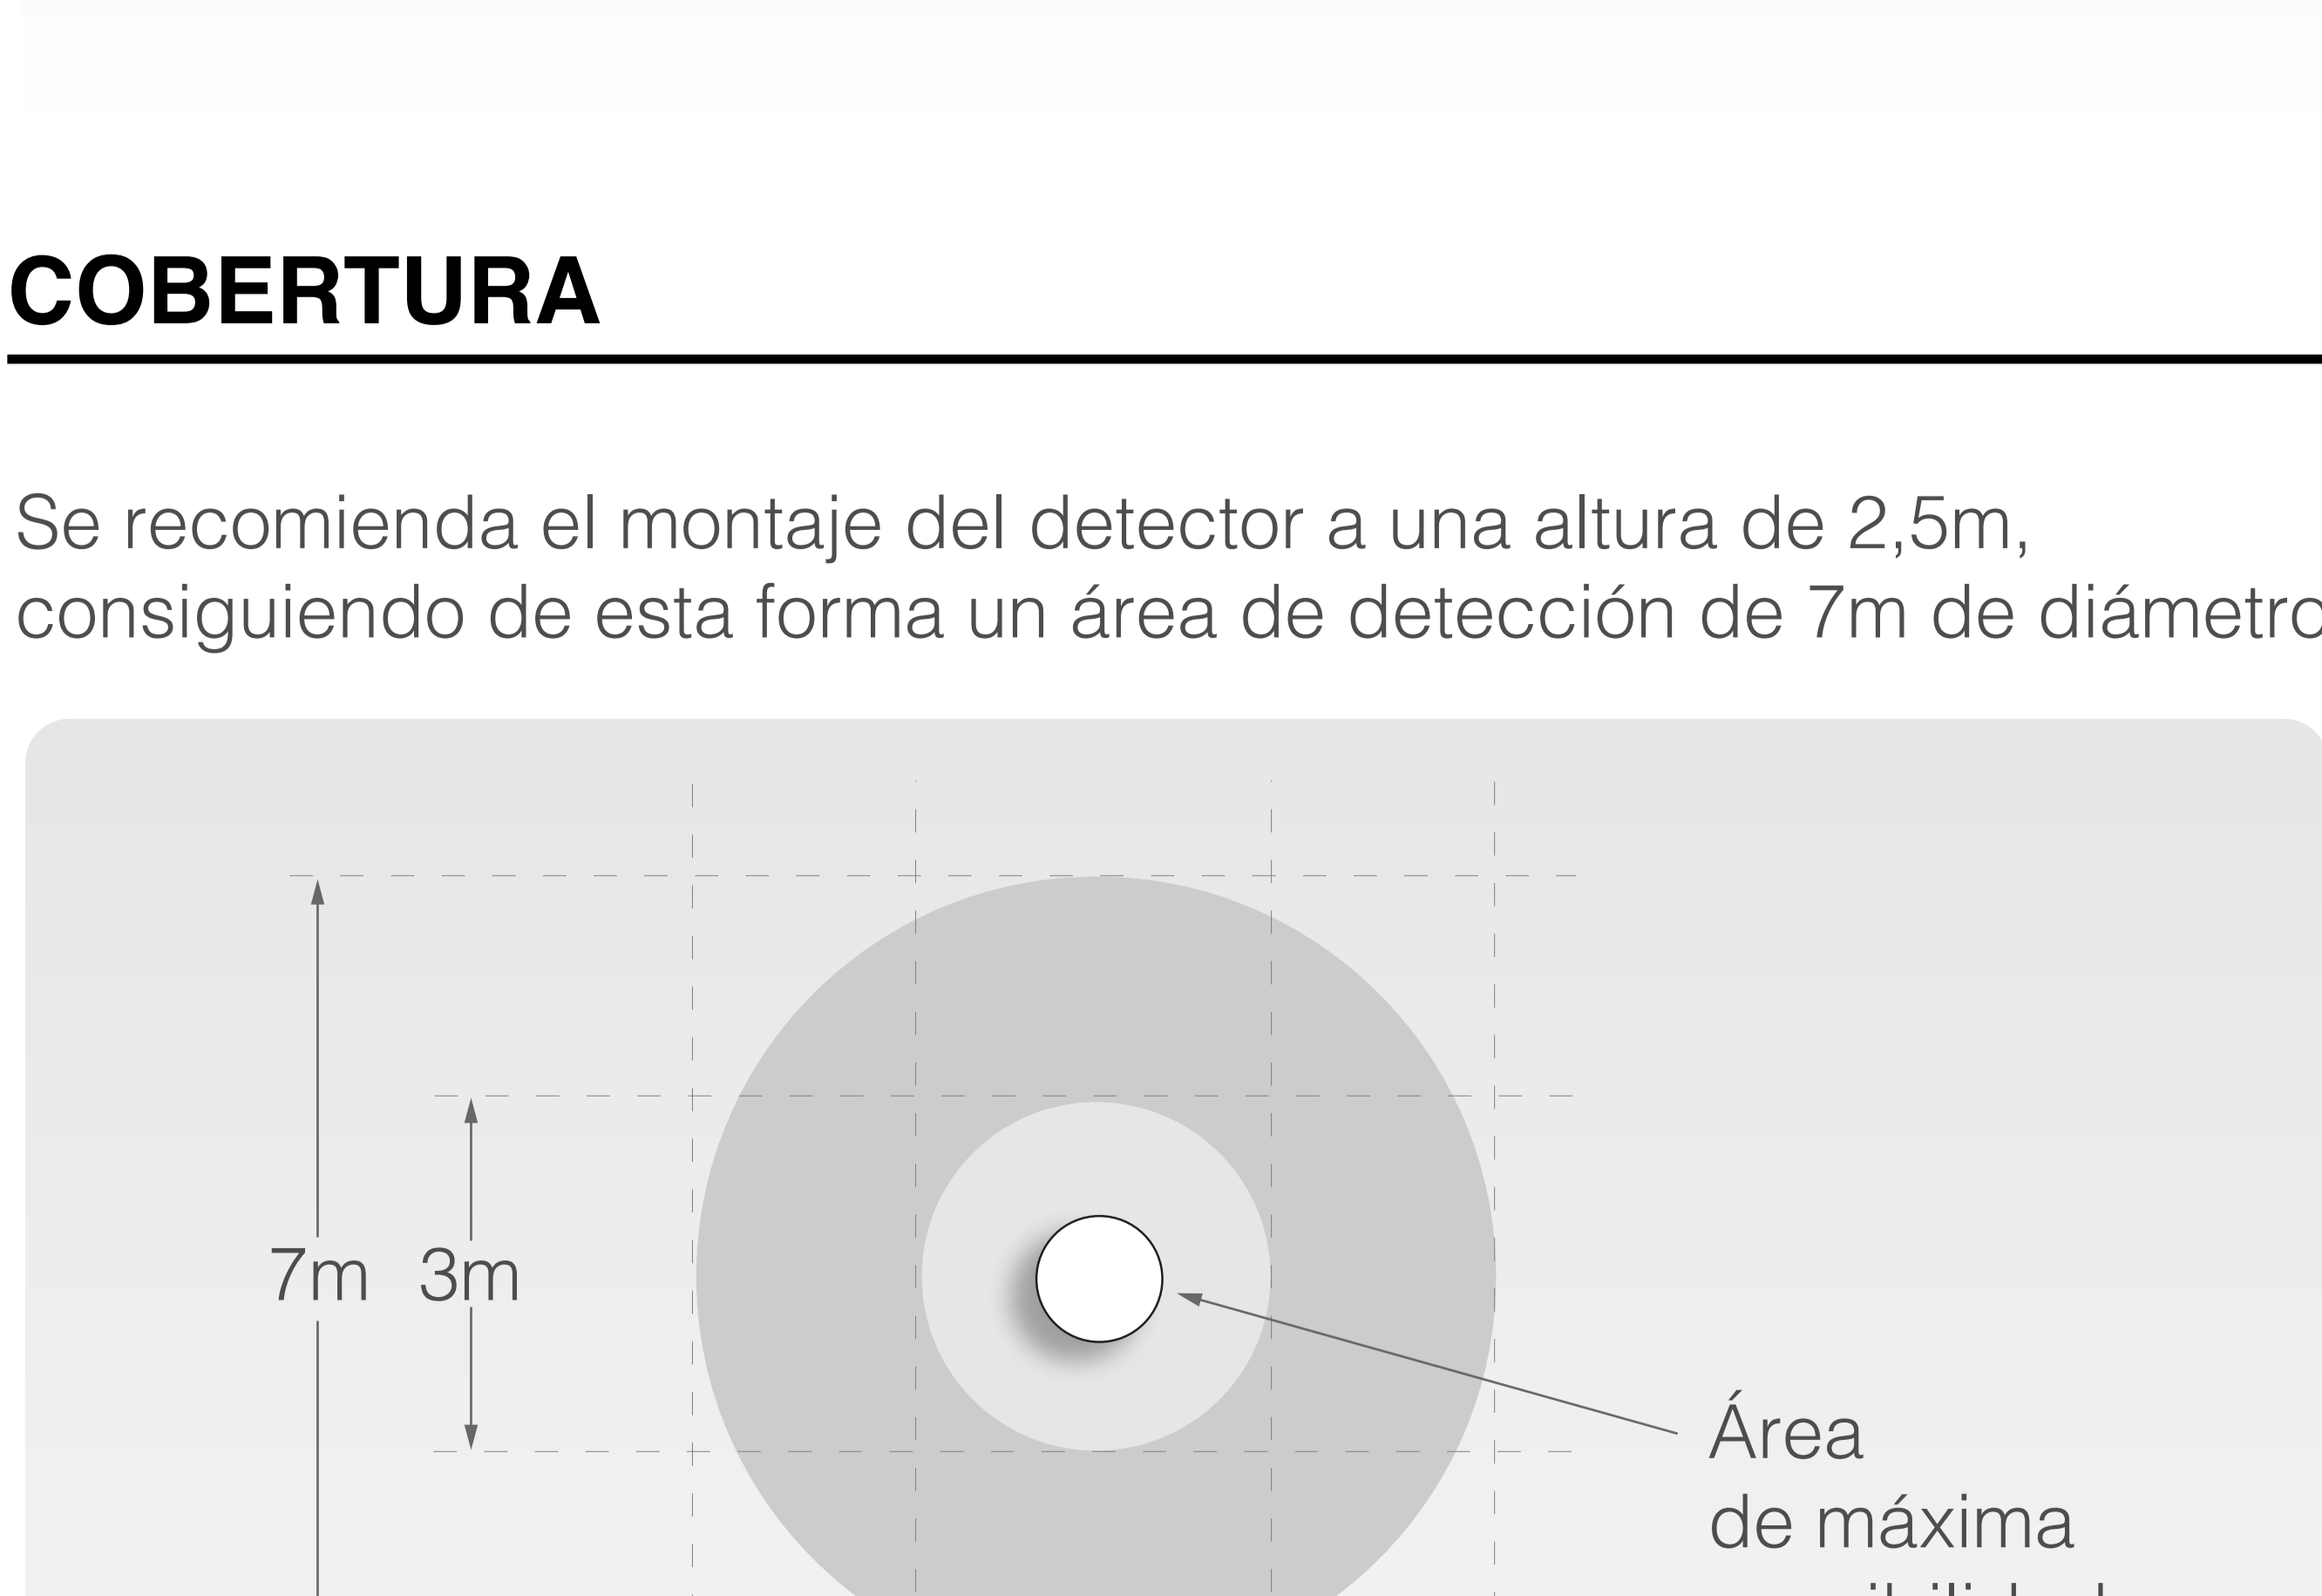 COBERTURA
Se recomienda el montaje del detector a una altura de 2,5m,
consiguiendo de esta forma un área de detección de 7m de diámetro
7m
3m
Área
de máxima